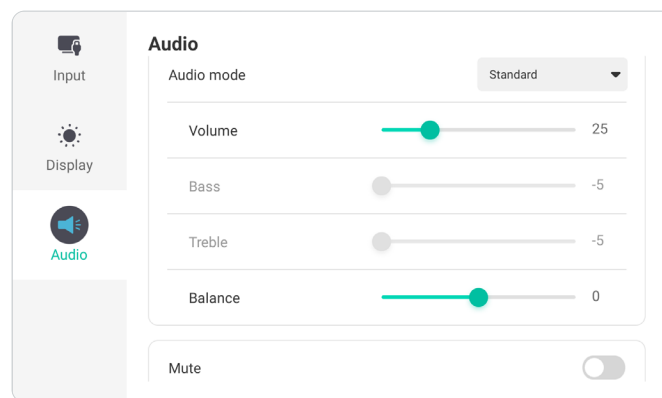 Audio
Input
Audio mode
Standard
Volume
25
Display
Bass
-5
Treble
-5
Audio
Balance
0
Mute